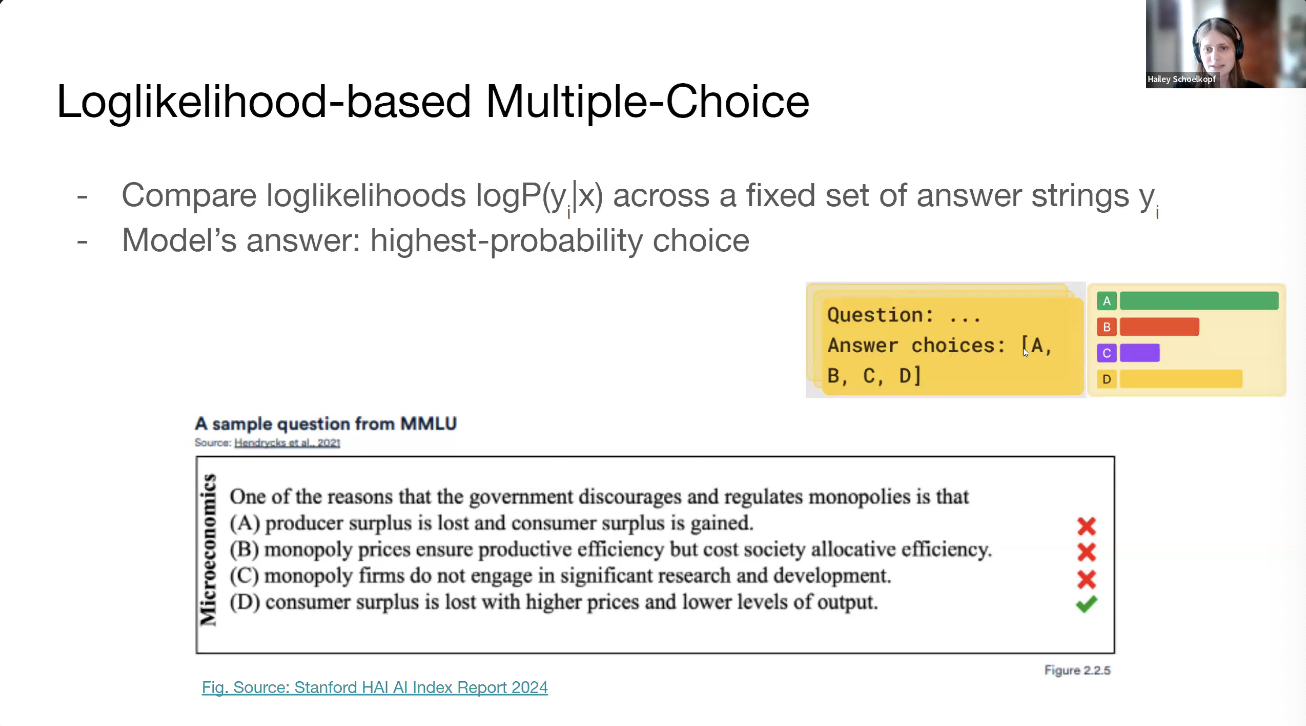 Hailey Schoelkopf
Loglikelihood-based Multiple-Choice
- Compare loglikelihoods logP(yi|x) across a fixed set of answer strings yi
- Model's answer: highest-probability choice
Question: ...
Answer choices: [A,
B, C, D]
A
B
C
D
A sample question from MMLU
Source: Hendrycks et al., 2021
Microeconomics
One of the reasons that the government discourages and regulates monopolies is that
(A) producer surplus is lost and consumer surplus is gained.
(B) monopoly prices ensure productive efficiency but cost society allocative efficiency.
(C) monopoly firms do not engage in significant research and development.
(D) consumer surplus is lost with higher prices and lower levels of output.
Figure 2.2.5
Fig. Source: Stanford HAI AI Index Report 2024